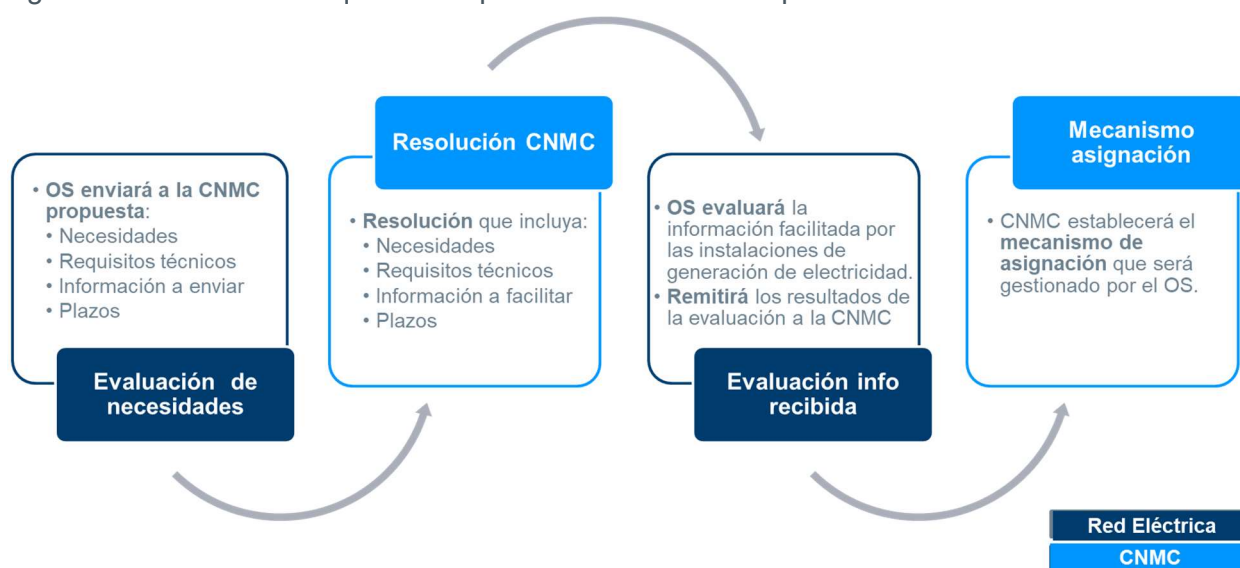 • OS enviará a la CNMC
propuesta:
• Necesidades
• Requisitos técnicos
• Información a enviar
• Plazos
Evaluación de
necesidades
Resolución CNMC
• Resolución que incluya:
• Necesidades
• Requisitos técnicos
• Información a facilitar
• Plazos
• OS evaluará la
información facilitada por
las instalaciones de
generación de electricidad.
• Remitirá los resultados de
la evaluación a la CNMC
Evaluación info
recibida
Mecanismo
asignación
• CNMC establecerá el
mecanismo de
asignación que será
gestionado por el OS.
Red Eléctrica
CNMC